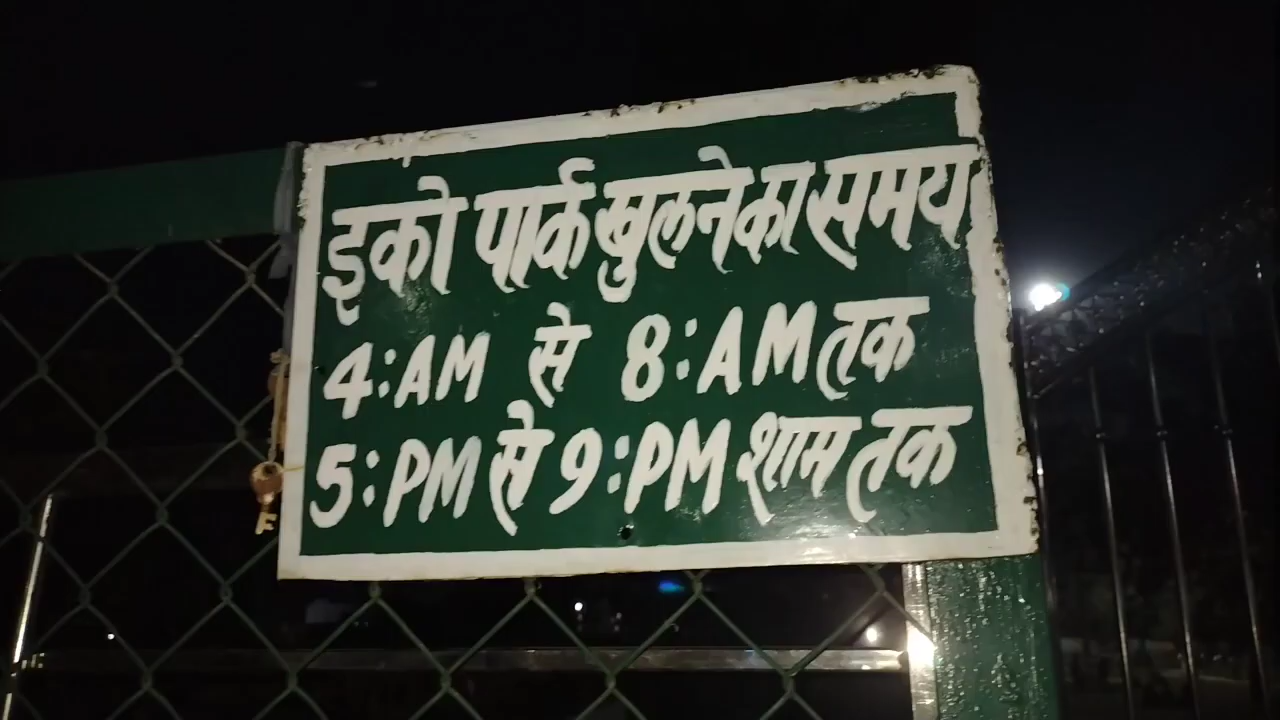 इको पार्क खुलने का समय
4:AM से 8:AM तक
5:PM से 9:PM शाम तक